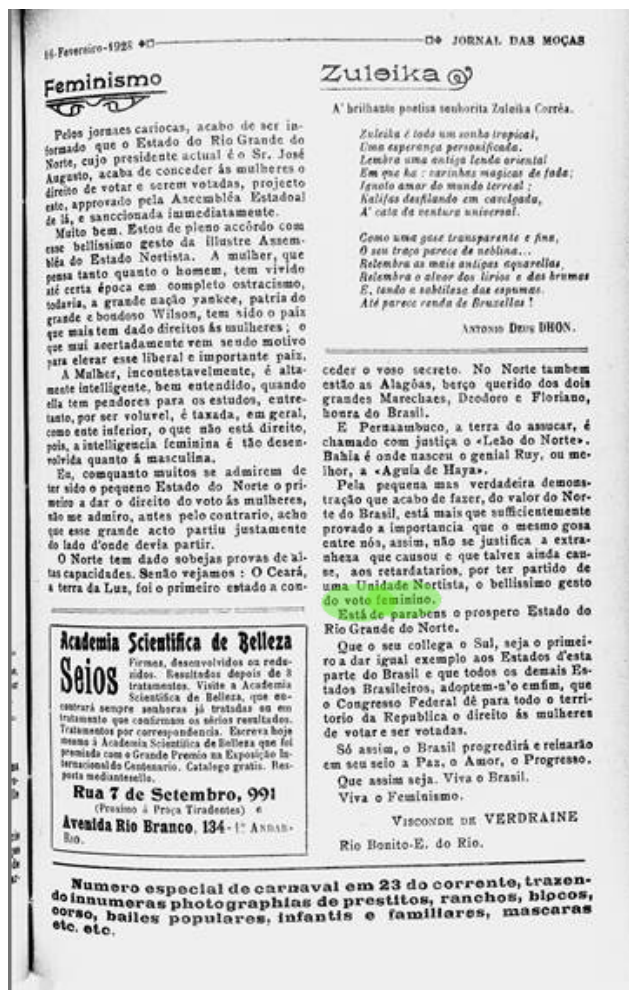 16-Fevereiro-1928
JORNAL DAS MOÇAS
Feminismo
Pelos jornaes cariocas, acabo de ser in-
formado que o Estado do Rio Grande do
Norte, cujo presidente actual é o Sr. José
Augusto, acaba de conceder ás mulheres o
direito de votar e serem votadas, projecto
este, approvado pela Assembléa Estadoal
de lá, e sanccionada immediatamente.
Muito bem. Estou de pleno accôrdo com
esse bellissimo gesto da illustre Assem-
bléa do Estado Nortista. A mulher, que
pensa tanto quanto o homem, tem vivido
até certa época em completo ostracismo,
todavia, a grande nação yankee, patria do
grande e bondoso Wilson, tem sido o paiz
que mais tem dado direitos ás mulheres; o
que mui acertadamente vem sendo motivo
para elevar esse liberal e importante paiz.
A Mulher, incontestavelmente, é alta-
mente intelligente, bem entendido, quando
ella tem pendores para os estudos, entre-
tanto, por ser voluvel, é taxada, em geral,
como ente inferior, o que não está direito,
pois, a intelligencia feminina é tão desen-
volvida quanto á masculina.
Eu, comquanto muitos se admirem de
ter sido o pequeno Estado do Norte o pri-
meiro a dar o direito do voto ás mulheres,
não me admiro, antes pelo contrario, acho
que esse grande acto partiu justamente
do lado d'onde devia partir.
O Norte tem dado sobejas provas de al-
tas capacidades. Senão vejamos : O Ceará,
a terra da Luz, foi o primeiro estado a con-
Academia Scientifica de Belleza
Seios
Firmes, desenvolvidos ou redu-
zidos. Resultados depois de 3
tratamentos. Visite a Academia
Scientifica de Belleza, que en-
contrará sempre senhoras já tratadas ou em
tratamento que confirmam os sérios resultados.
Tratamentos por correspondencia. Escreva hoje
mesmo á Academia Scientifica de Belleza que foi
premiada com o Grande Premio na Exposição In-
ternacional do Centenario. Catalogo gratis. Res-
posta mediante sello.
Rua 7 de Setembro, 991
(Proximo á Praça Tiradentes) e
Avenida Rio Branco, 134-1º ANDAR-
RIO.
Zuleika
A' brilhante poetisa senhorita Zuleika Corrêa.
Zuleika é todo um sonho tropical,
Uma esperança personificada.
Lembra uma antiga lenda oriental
Em que ha : varinhas magicas de fada;
Ignoto amor do mundo terreal ;
Kalifas desfilando em cavalgada,
A' cata da ventura universal.
Como uma gase transparente e fina,
O seu traço parece de neblina...
Relembra as mais antigas aquarellas,
Relembra o alvor dos lirios e das brumas
E, tendo a subtileza das espumas.
Até parece renda de Bruxellas !
ANTONIO DEUS DHON.
ceder o voso secreto. No Norte tambem
estão as Alagôas, berço querido dos dois
grandes Marechaes, Deodoro e Floriano,
honra do Brasil.
E Pernaambuco, a terra do assucar, é
chamado com justiça o «Leão do Norte».
Bahia é onde nasceu o genial Ruy, ou me-
lhor, a «Aguia de Haya».
Pela pequena mas verdadeira demons-
tração que acabo de fazer, do valor do Nor-
te do Brasil, está mais que sufficientemente
provado a importancia que o mesmo gosa
entre nós, assim, não se justifica a extra-
nheza que causou e que talvez ainda cau-
se, aos retardatarios, por ter partido de
uma Unidade Nortista, o bellissimo gesto
do voto feminino.
Está de parabens o prospero Estado do
Rio Grande do Norte.
Que o seu collega o Sul, seja o primei-
ro a dar igual exemplo aos Estados d'esta
parte do Brasil e que todos os demais Es-
tados Brasileiros, adoptem-n'o emfim, que
o Congresso Federal dê para todo o terri-
torio da Republica o direito ás mulheres
de votar e ser votadas.
Só assim, o Brasil progredirá e reinarão
em seu seio a Paz, o Amor, o Progresso.
Que assim seja. Viva o Brasil.
Viva o Feminismo.
VISCONDE DE VERDRAINE
Rio Bonito-E. do Rio.
Numero especial de carnaval em 23 do corrente, trazen-
do innumeras photographias de prestitos, ranchos, blocos,
corso, bailes populares, infantis e familiares, mascaras
etc. etc.